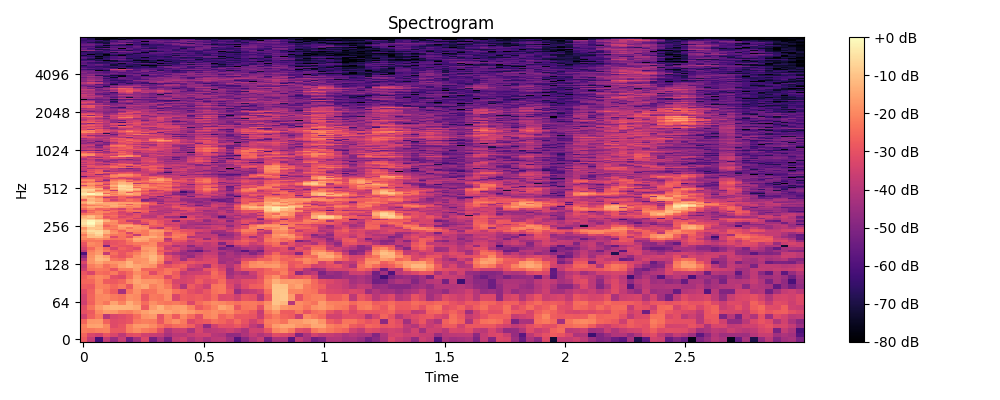 Spectrogram
Hz
4096
2048
1024
512
256
128
64
0
0 0.5 1 1.5 2 2.5
Time
+0 dB
-10 dB
-20 dB
-30 dB
-40 dB
-50 dB
-60 dB
-70 dB
-80 dB